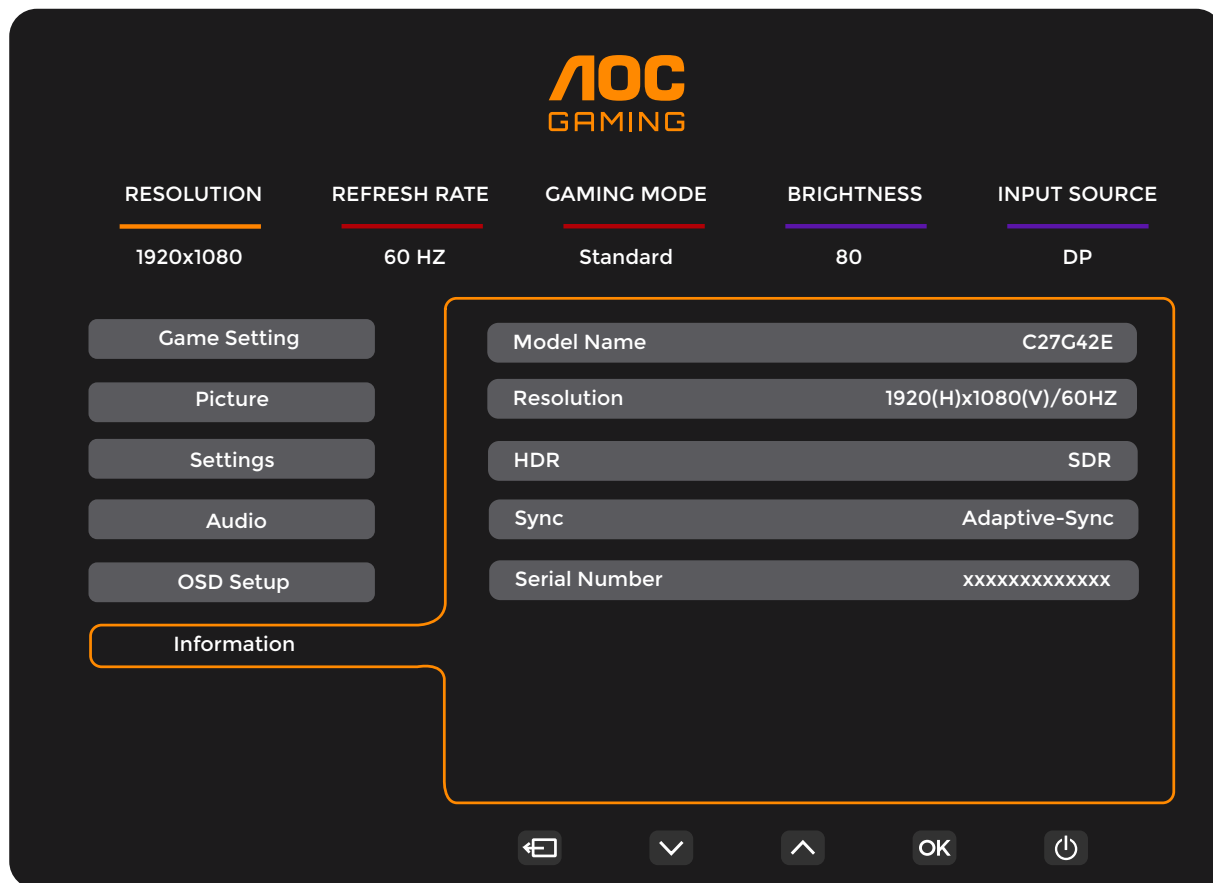 AOC
GAMING
RESOLUTION REFRESH RATE GAMING MODE BRIGHTNESS INPUT SOURCE
1920x1080 60 HZ Standard 80 DP
Game Setting
Picture
Settings
Audio
OSD Setup
Information
Model Name C27G42E
Resolution 1920(H)x1080(V)/60HZ
HDR SDR
Sync Adaptive-Sync
Serial Number xxxxxxxxxxxxx
OK